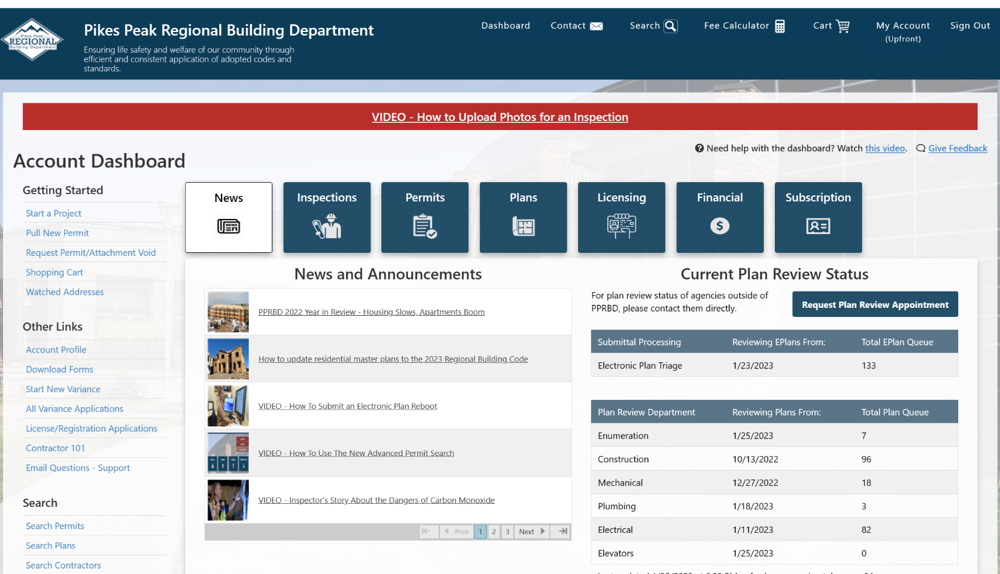 Pikes Peak
REGIONAL
Building Department
Pikes Peak Regional Building Department
Ensuring life safety and welfare of our community through
efficient and consistent application of adopted codes and
standards.
Dashboard Contact Search Fee Calculator Cart My Account Sign Out
(Upfront)
VIDEO - How to Upload Photos for an Inspection
Need help with the dashboard? Watch this video. Give Feedback
Account Dashboard
Getting Started
Start a Project
Pull New Permit
Request Permit/Attachment Void
Shopping Cart
Watched Addresses
Other Links
Account Profile
Download Forms
Start New Variance
All Variance Applications
License/Registration Applications
Contractor 101
Email Questions - Support
Search
Search Permits
Search Plans
Search Contractors
News Inspections Permits Plans Licensing Financial Subscription
NEWS
News and Announcements
PPRBD 2022 Year in Review - Housing Slows, Apartments Boom
How to update residential master plans to the 2023 Regional Building Code
VIDEO - How To Submit an Electronic Plan Reboot
VIDEO - How To Use The New Advanced Permit Search
VIDEO - Inspector's Story About the Dangers of Carbon Monoxide
Prev 1 2 3 Next
Current Plan Review Status
For plan review status of agencies outside of
PPRBD, please contact them directly.
Request Plan Review Appointment
Submittal Processing Reviewing EPlans From: Total EPlan Queue
Electronic Plan Triage 1/23/2023 133
Plan Review Department Reviewing Plans From: Total Plan Queue
Enumeration 1/25/2023 7
Construction 10/13/2022 96
Mechanical 12/27/2022 18
Plumbing 1/18/2023 3
Electrical 1/11/2023 82
Elevators 1/25/2023 0